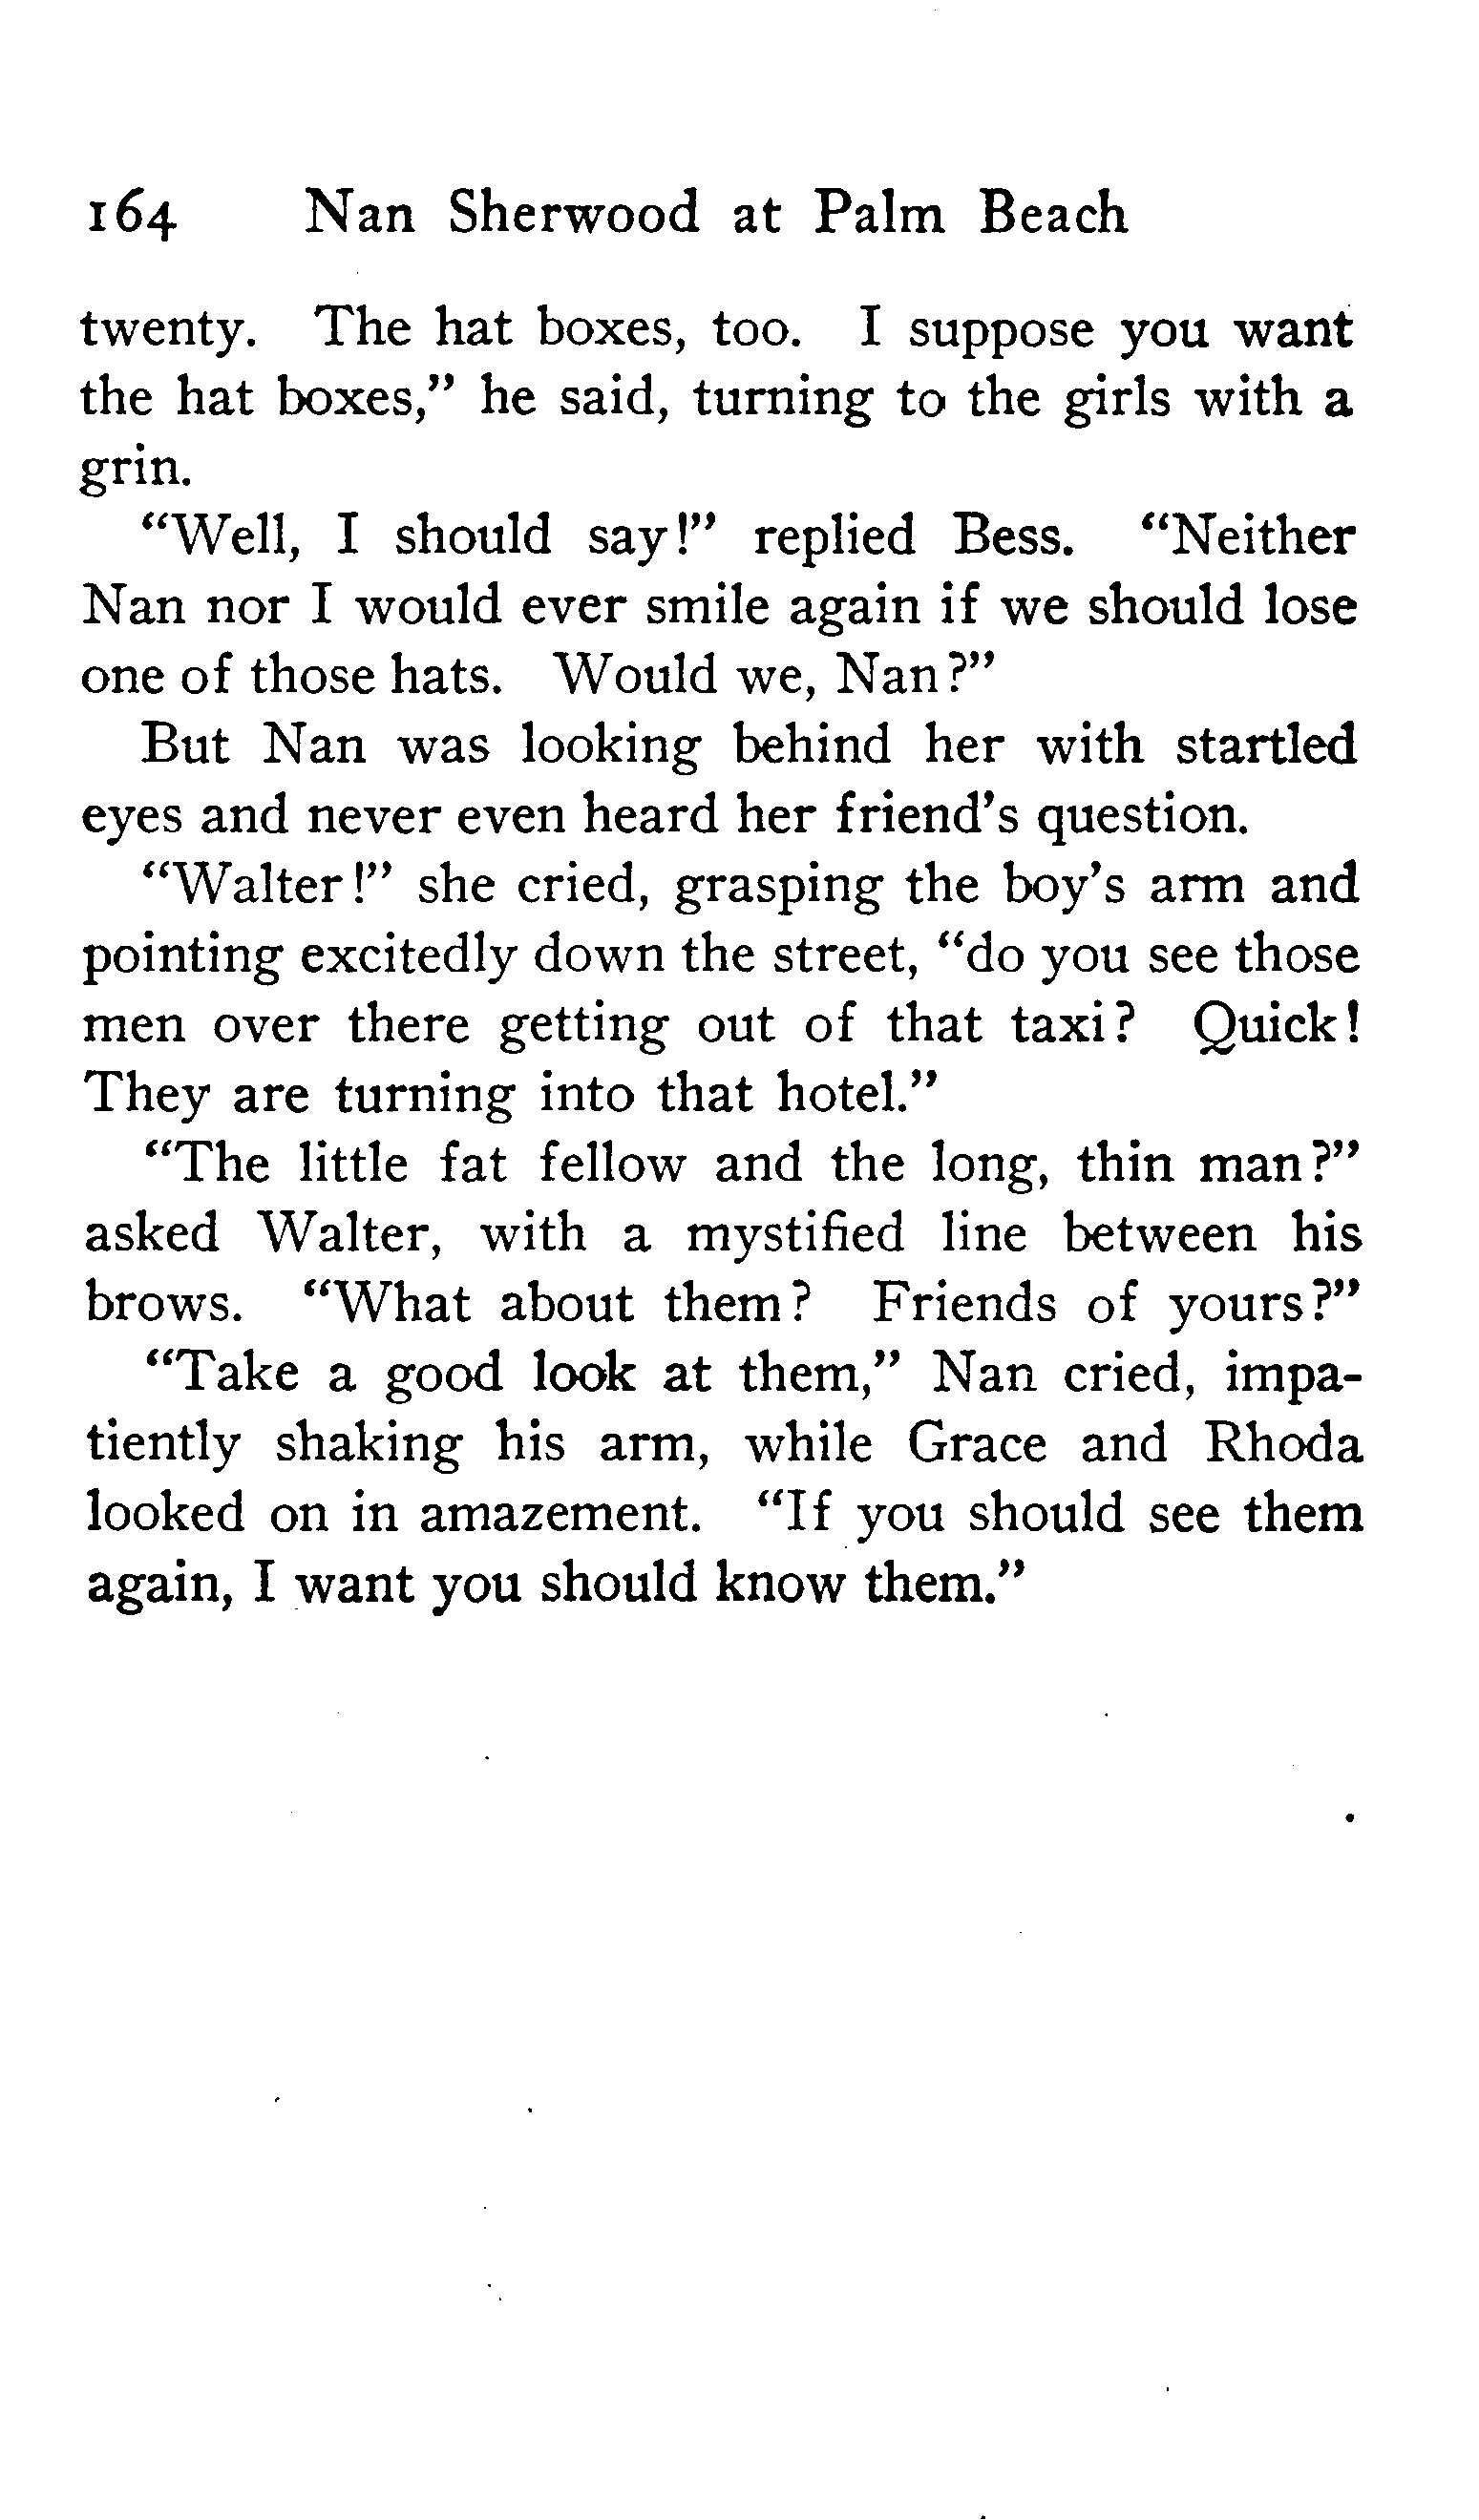 164 Nan Sherwood at Palm Beach
twenty. The hat boxes, too. I suppose you want
the hat boxes,” he said, turning to the girls with a
grin.
“Well, I should say!” replied Bess. “Neither
Nan nor I would ever smile again if we should lose
one of those hats. Would we, Nan?”
But Nan was looking behind her with startled
eyes and never even heard her friend’s question.
“Walter!” she cried, grasping the boy’s arm and
pointing excitedly down the street, “do you see those
men over there getting out of that taxi? Quick!
They are turning into that hotel.”
“The little fat fellow and the long, thin man?”
asked Walter, with a mystified line between his
brows. “What about them? Friends of yours?”
“Take a good look at them,” Nan cried, impa-
tiently shaking his arm, while Grace and Rhoda
looked on in amazement. “If you should see them
again, I want you should know them.”